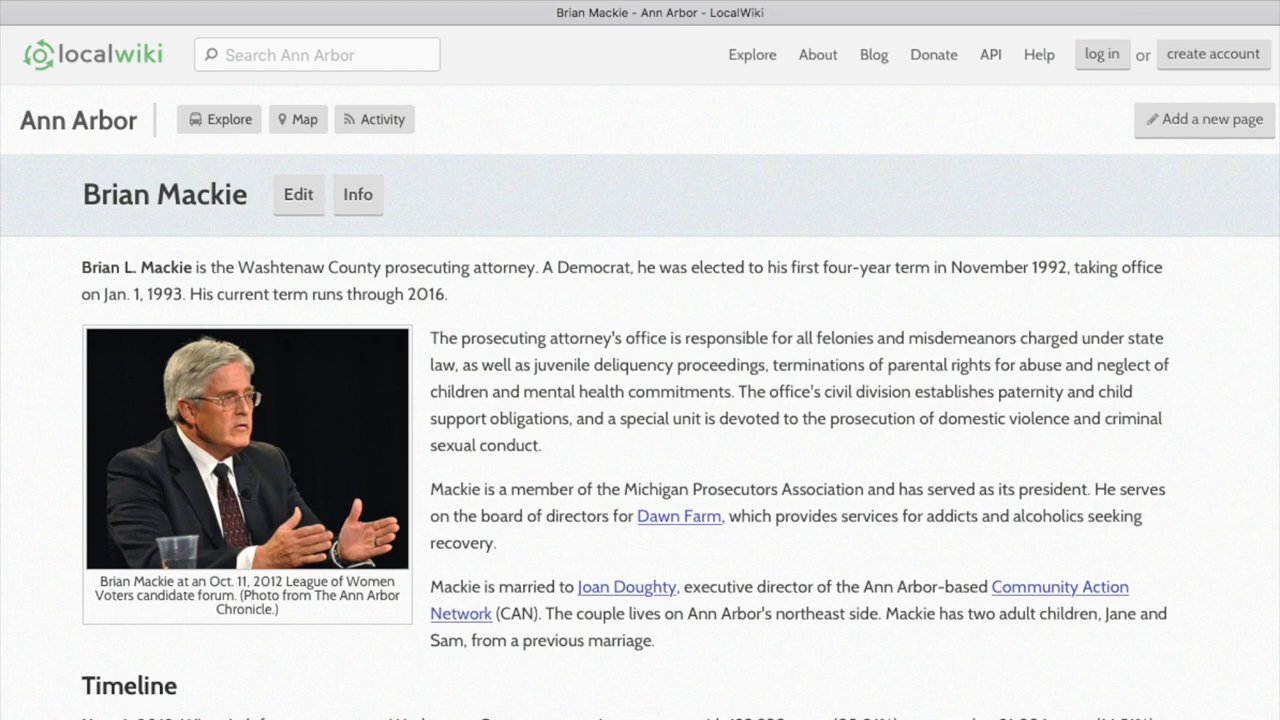 Brian Mackie - Ann Arbor - LocalWiki
localwiki
Search Ann Arbor
Explore About Blog Donate API Help log in or create account
Ann Arbor Explore Map Activity Add a new page
Brian Mackie Edit Info
Brian L. Mackie is the Washtenaw County prosecuting attorney. A Democrat, he was elected to his first four-year term in November 1992, taking office
on Jan. 1, 1993. His current term runs through 2016.
The prosecuting attorney's office is responsible for all felonies and misdemeanors charged under state
law, as well as juvenile deliquency proceedings, terminations of parental rights for abuse and neglect of
children and mental health commitments. The office's civil division establishes paternity and child
support obligations, and a special unit is devoted to the prosecution of domestic violence and criminal
sexual conduct.
Mackie is a member of the Michigan Prosecutors Association and has served as its president. He serves
on the board of directors for Dawn Farm, which provides services for addicts and alcoholics seeking
recovery.
Brian Mackie at an Oct. 11, 2012 League of Women
Voters candidate forum. (Photo from The Ann Arbor
Chronicle.)
Mackie is married to Joan Doughty, executive director of the Ann Arbor-based Community Action
Network (CAN). The couple lives on Ann Arbor's northeast side. Mackie has two adult children, Jane and
Sam, from a previous marriage.
Timeline